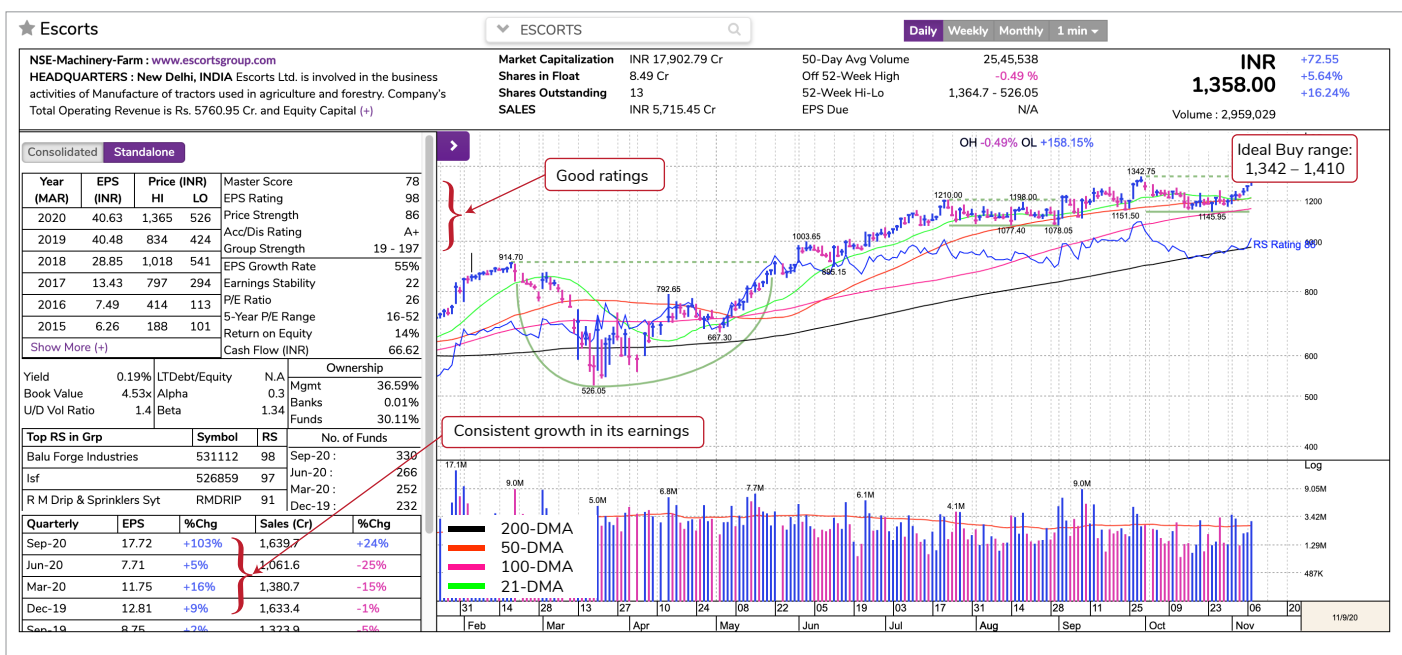 Escorts
ESCORTS
Daily Weekly Monthly 1 min
NSE-Machinery-Farm : www.escortsgroup.com
HEADQUARTERS : New Delhi, INDIA Escorts Ltd. is involved in the business
activities of Manufacture of tractors used in agriculture and forestry. Company's
Total Operating Revenue is Rs. 5760.95 Cr. and Equity Capital (+)
Market Capitalization INR 17,902.79 Cr
Shares in Float 8.49 Cr
Shares Outstanding 13
SALES INR 5,715.45 Cr
50-Day Avg Volume 25,45,538
Off 52-Week High -0.49 %
52-Week Hi-Lo 1,364.7 - 526.05
EPS Due N/A
INR +72.55
1,358.00 +5.64%
+16.24%
Volume : 2,959,029
Consolidated Standalone
Year EPS Price (INR)
(MAR) (INR) HI LO
2020 40.63 1,365 526
2019 40.48 834 424
2018 28.85 1,018 541
2017 13.43 797 294
2016 7.49 414 113
2015 6.26 188 101
Show More (+)
Master Score 78
EPS Rating 98
Price Strength 86
Acc/Dis Rating A+
Group Strength 19 - 197
EPS Growth Rate 55%
Earnings Stability 22
P/E Ratio 26
5-Year P/E Range 16-52
Return on Equity 14%
Cash Flow (INR) 66.62
Yield 0.19%
Book Value 4.53x
U/D Vol Ratio 1.4
LTDebt/Equity N.A
Alpha 0.3
Beta 1.34
Ownership
Mgmt 36.59%
Banks 0.01%
Funds 30.11%
Top RS in Grp Symbol RS
Balu Forge Industries 531112 98
Isf 526859 97
R M Drip & Sprinklers Syt RMDRIP 91
No. of Funds
Sep-20 : 330
Jun-20 : 266
Mar-20 : 252
Dec-19 : 232
Quarterly EPS %Chg Sales (Cr) %Chg
Sep-20 17.72 +103% 1,639.7 +24%
Jun-20 7.71 +5% 1,061.6 -25%
Mar-20 11.75 +16% 1,380.7 -15%
Dec-19 12.81 +9% 1,633.4 -1%
Sep-19 8.75 +2% 1,323.9 -5%
OH -0.49% OL +158.15%
Good ratings
Ideal Buy range:
1,342 – 1,410
Consistent growth in its earnings
914.70
526.05
792.65
667.30
1003.65
895.15
1210.00
1077.40
1198.00
1078.05
1151.50
1342.75
1145.95
RS Rating 86
1200
1000
800
600
500
400
Log
9.05M
3.42M
1.29M
487K
17.1M
9.0M
5.0M
6.8M
7.7M
6.1M
4.1M
9.0M
200-DMA
50-DMA
100-DMA
21-DMA
31 14 28 13 27 10 24 08 22 05 19 03 17 31 14 28 11 25 09 23 06 20
Feb Mar Apr May Jun Jul Aug Sep Oct Nov
11/9/20